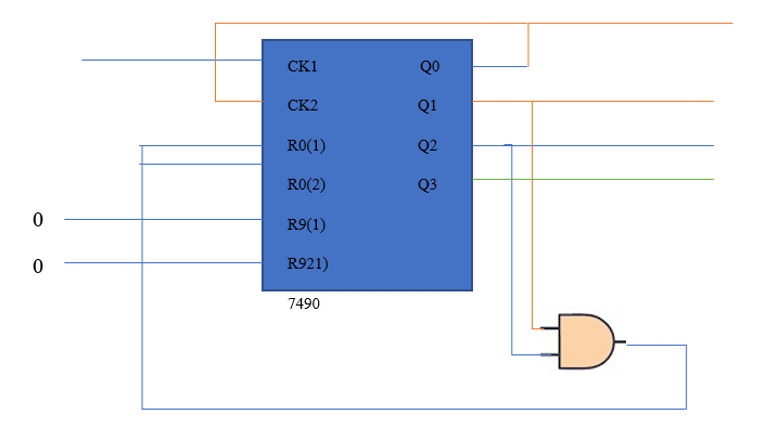 CK1 Q0
CK2 Q1
R0(1) Q2
R0(2) Q3
0 R9(1)
0 R921)
7490